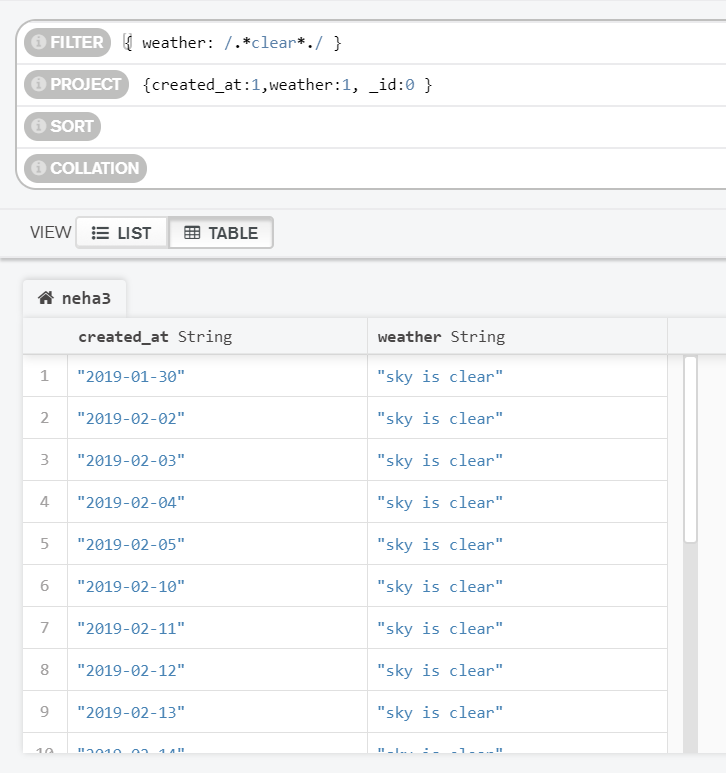 FILTER { weather: /.*clear*./ }
PROJECT {created_at:1,weather:1, _id:0 }
SORT
COLLATION
VIEW LIST TABLE
neha3
created_at String weather String
1 "2019-01-30" "sky is clear"
2 "2019-02-02" "sky is clear"
3 "2019-02-03" "sky is clear"
4 "2019-02-04" "sky is clear"
5 "2019-02-05" "sky is clear"
6 "2019-02-10" "sky is clear"
7 "2019-02-11" "sky is clear"
8 "2019-02-12" "sky is clear"
9 "2019-02-13" "sky is clear"
10 "2019-02-14" "sky is clear"